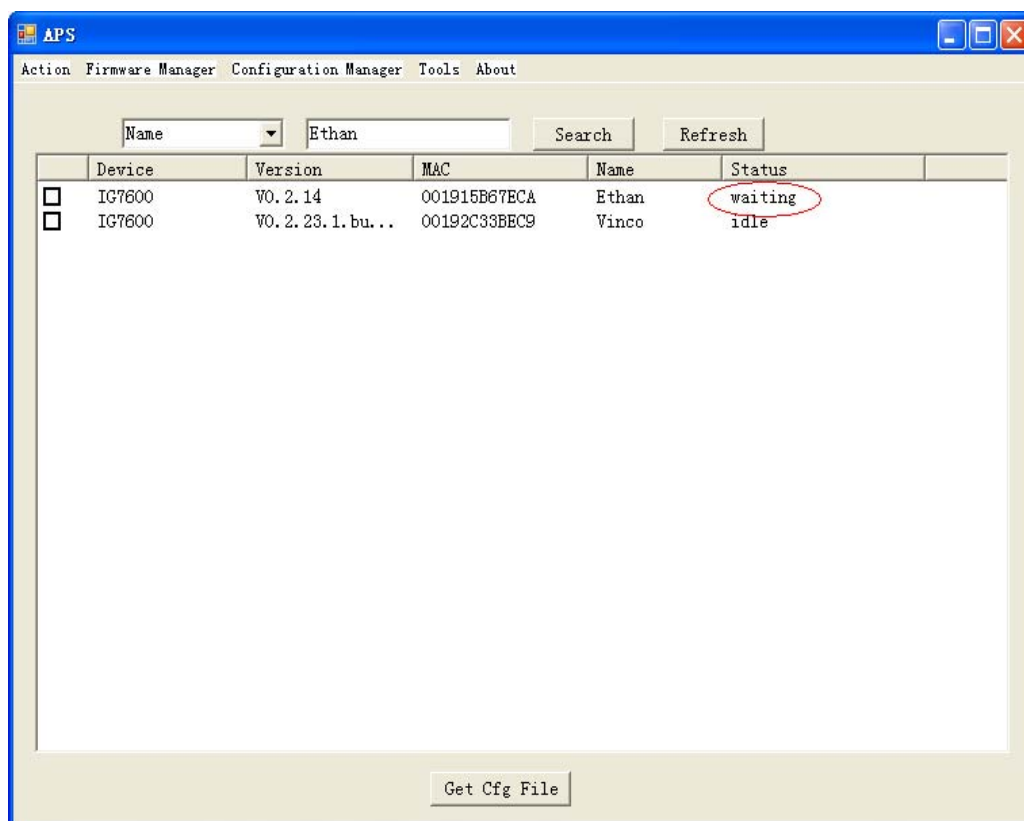 APS
Action Firmware Manager Configuration Manager Tools About
Name Ethan Search Refresh
Device Version MAC Name Status
IG7600 V0.2.14 001915B67ECA Ethan waiting
IG7600 V0.2.23.1.bu... 00192C33BEC9 Vinco idle
Get Cfg File